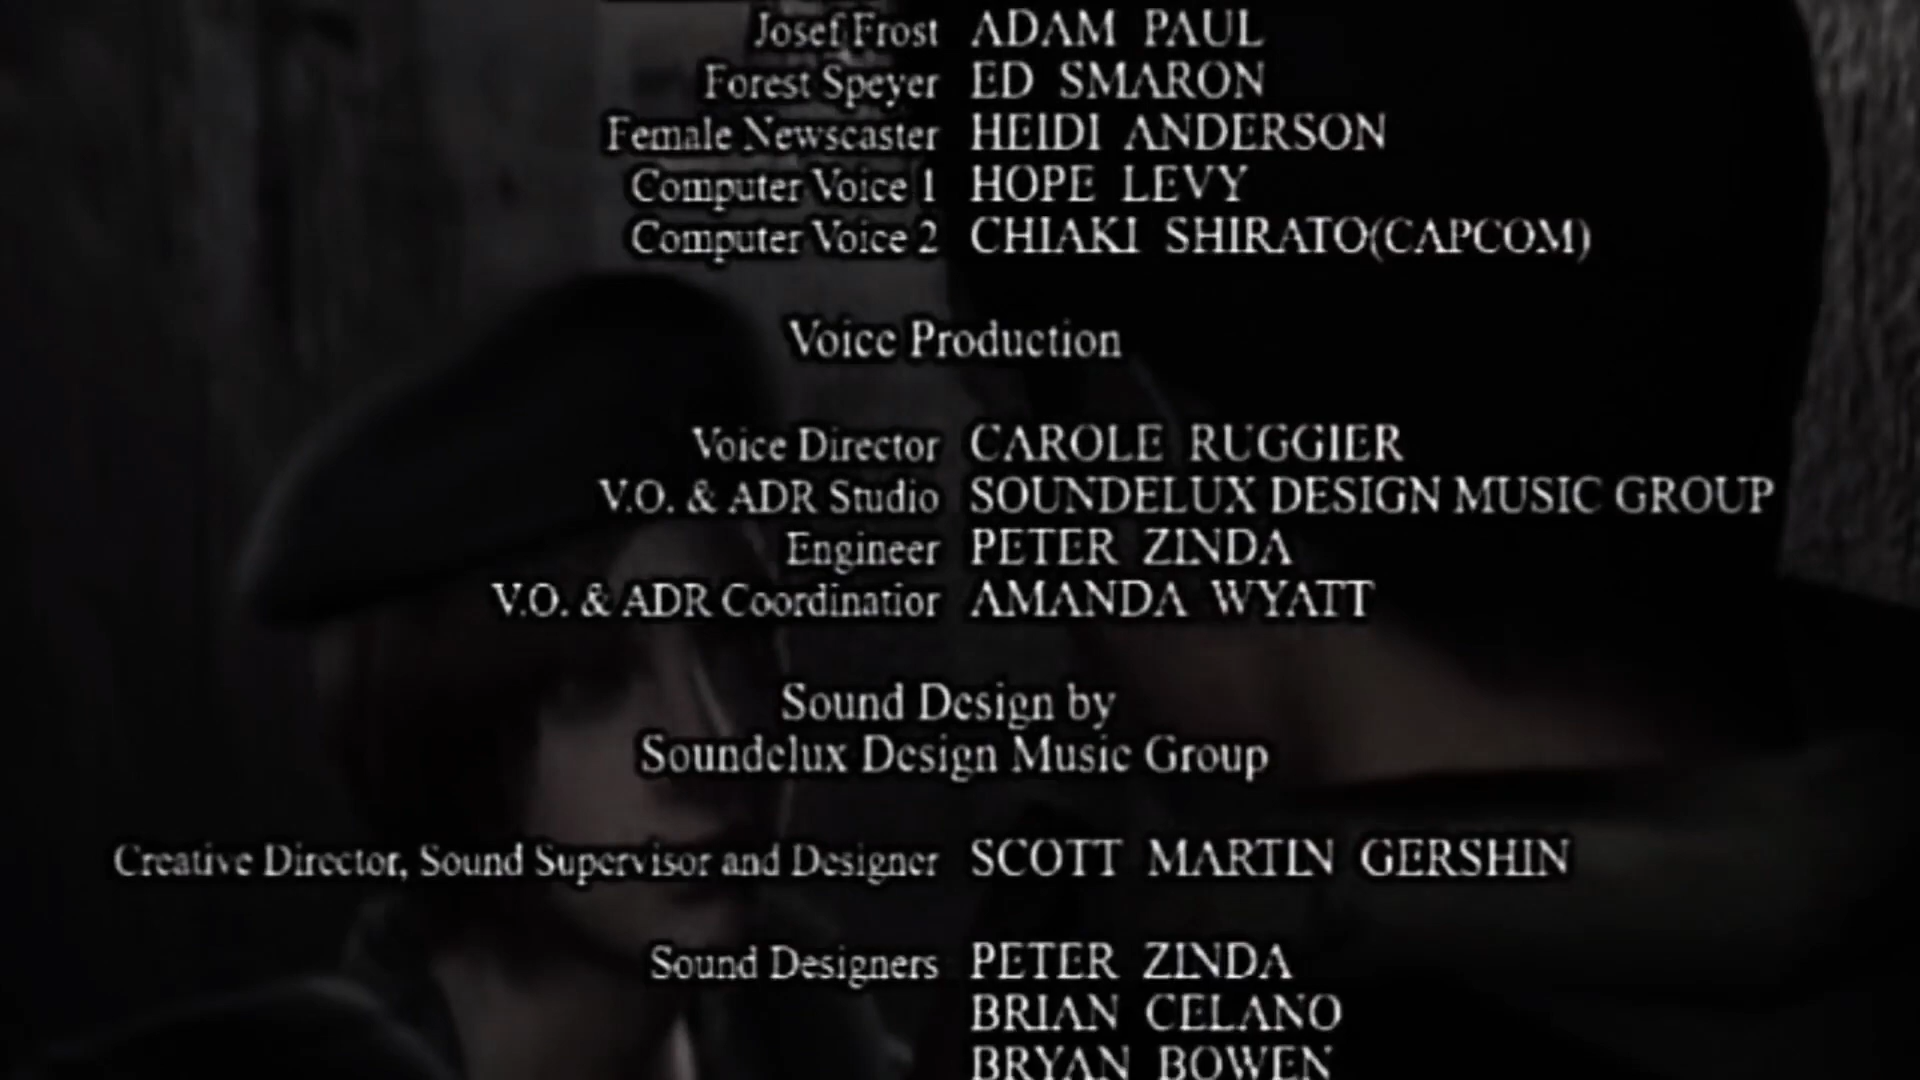 Josef Frost ADAM PAUL
Forest Speyer ED SMARON
Female Newscaster HEIDI ANDERSON
Computer Voice 1 HOPE LEVY
Computer Voice 2 CHIAKI SHIRATO(CAPCOM)
Voice Production
Voice Director CAROLE RUGGIER
V.O. & ADR Studio SOUNDELUX DESIGN MUSIC GROUP
Engineer PETER ZINDA
V.O. & ADR Coordinatior AMANDA WYATT
Sound Design by
Soundelux Design Music Group
Creative Director, Sound Supervisor and Designer SCOTT MARTIN GERSHIN
Sound Designers PETER ZINDA
BRIAN CELANO
BRYAN BOWEN